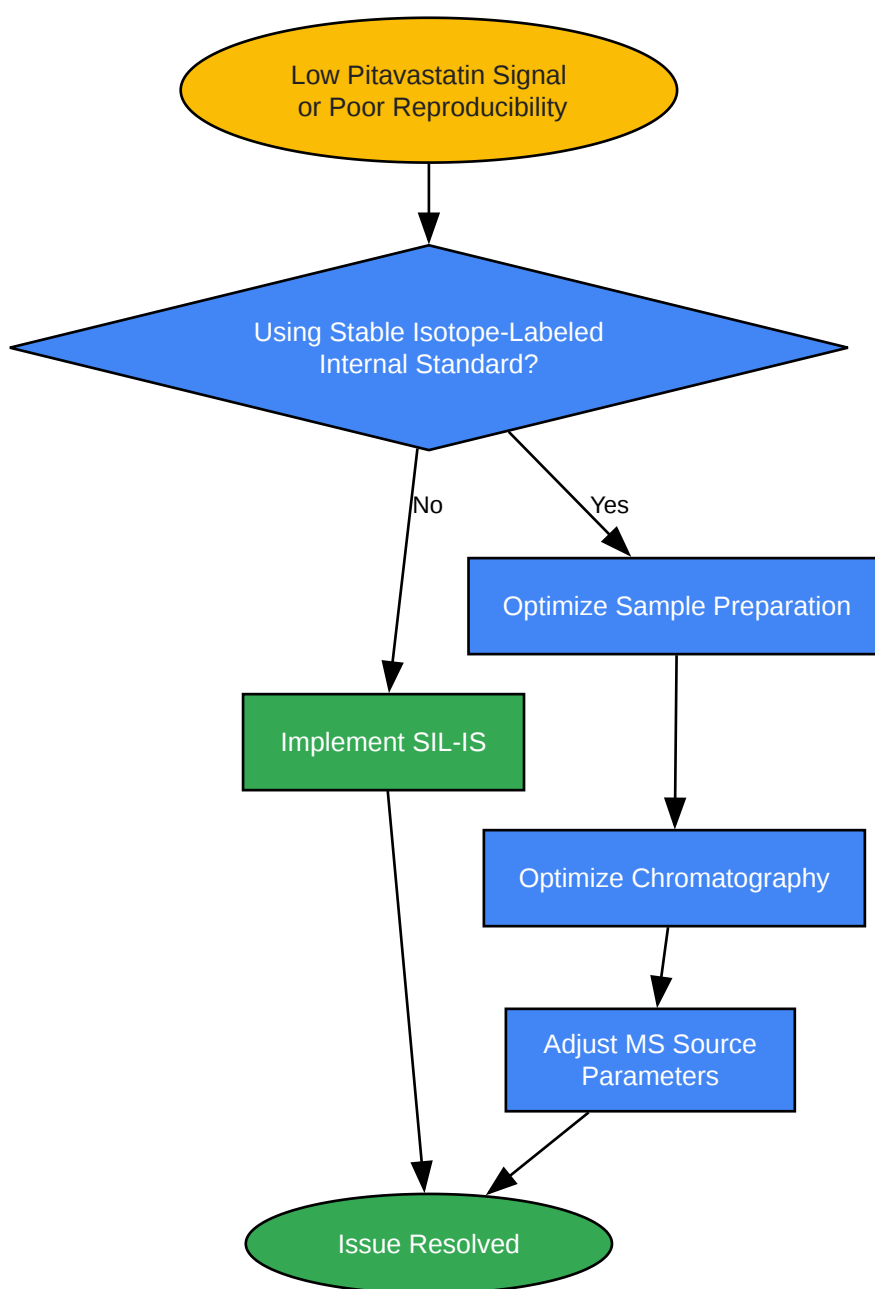 Low Pitavastatin Signal
or Poor Reproducibility
Using Stable Isotope-Labeled
Internal Standard?
No
Yes
Optimize Sample Preparation
Implement SIL-IS
Optimize Chromatography
Adjust MS Source
Parameters
Issue Resolved